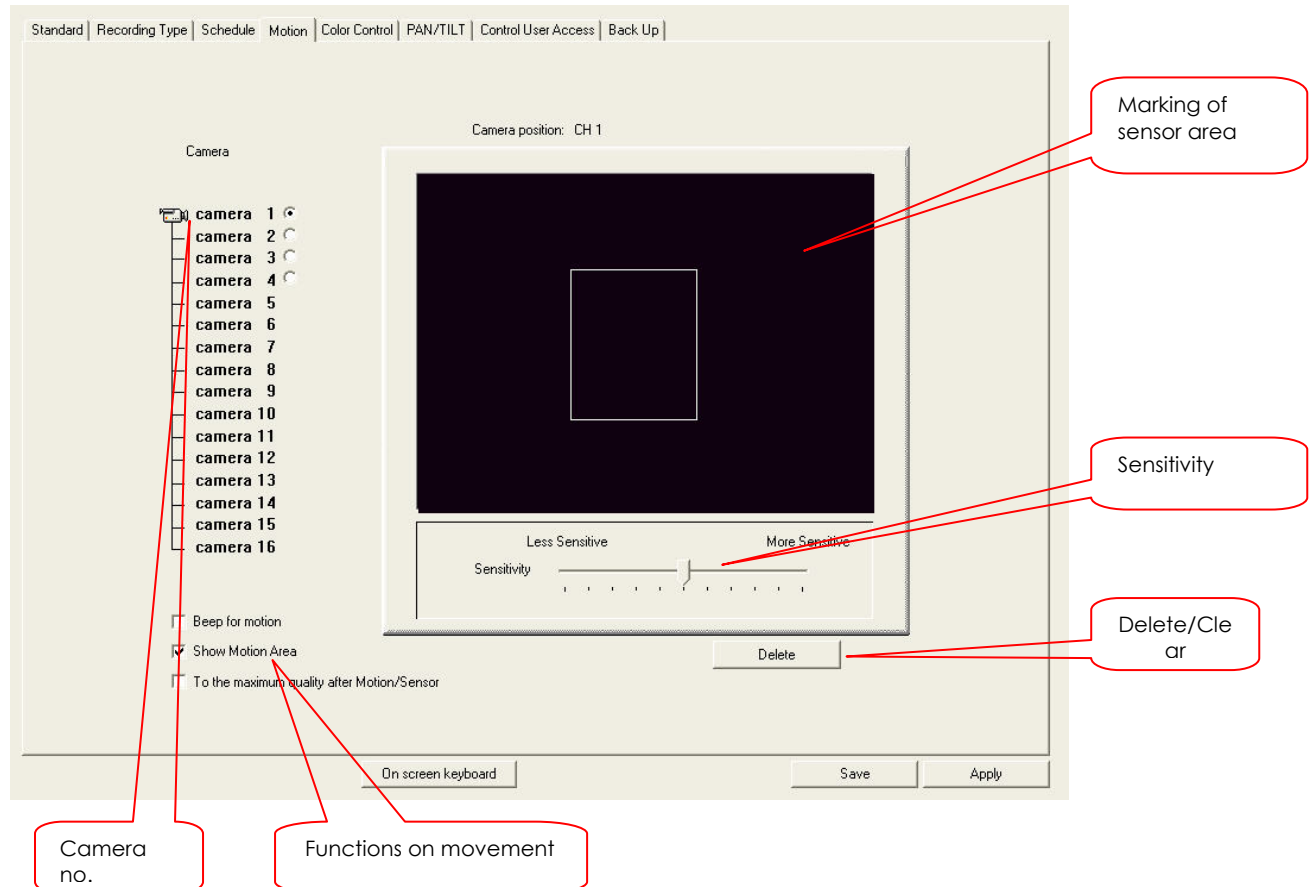 Standard Recording Type Schedule Motion Color Control PAN/TILT Control User Access Back Up
Marking of
sensor area
Camera position: CH 1
Camera
camera 1
camera 2
camera 3
camera 4
camera 5
camera 6
camera 7
camera 8
camera 9
camera 10
camera 11
camera 12
camera 13
camera 14
camera 15
camera 16
Sensitivity
Less Sensitive More Sensitive
Sensitivity
Beep for motion
Show Motion Area
To the maximum quality after Motion/Sensor
Delete
Delete/Cle
ar
On screen keyboard Save Apply
Camera
no.
Functions on movement